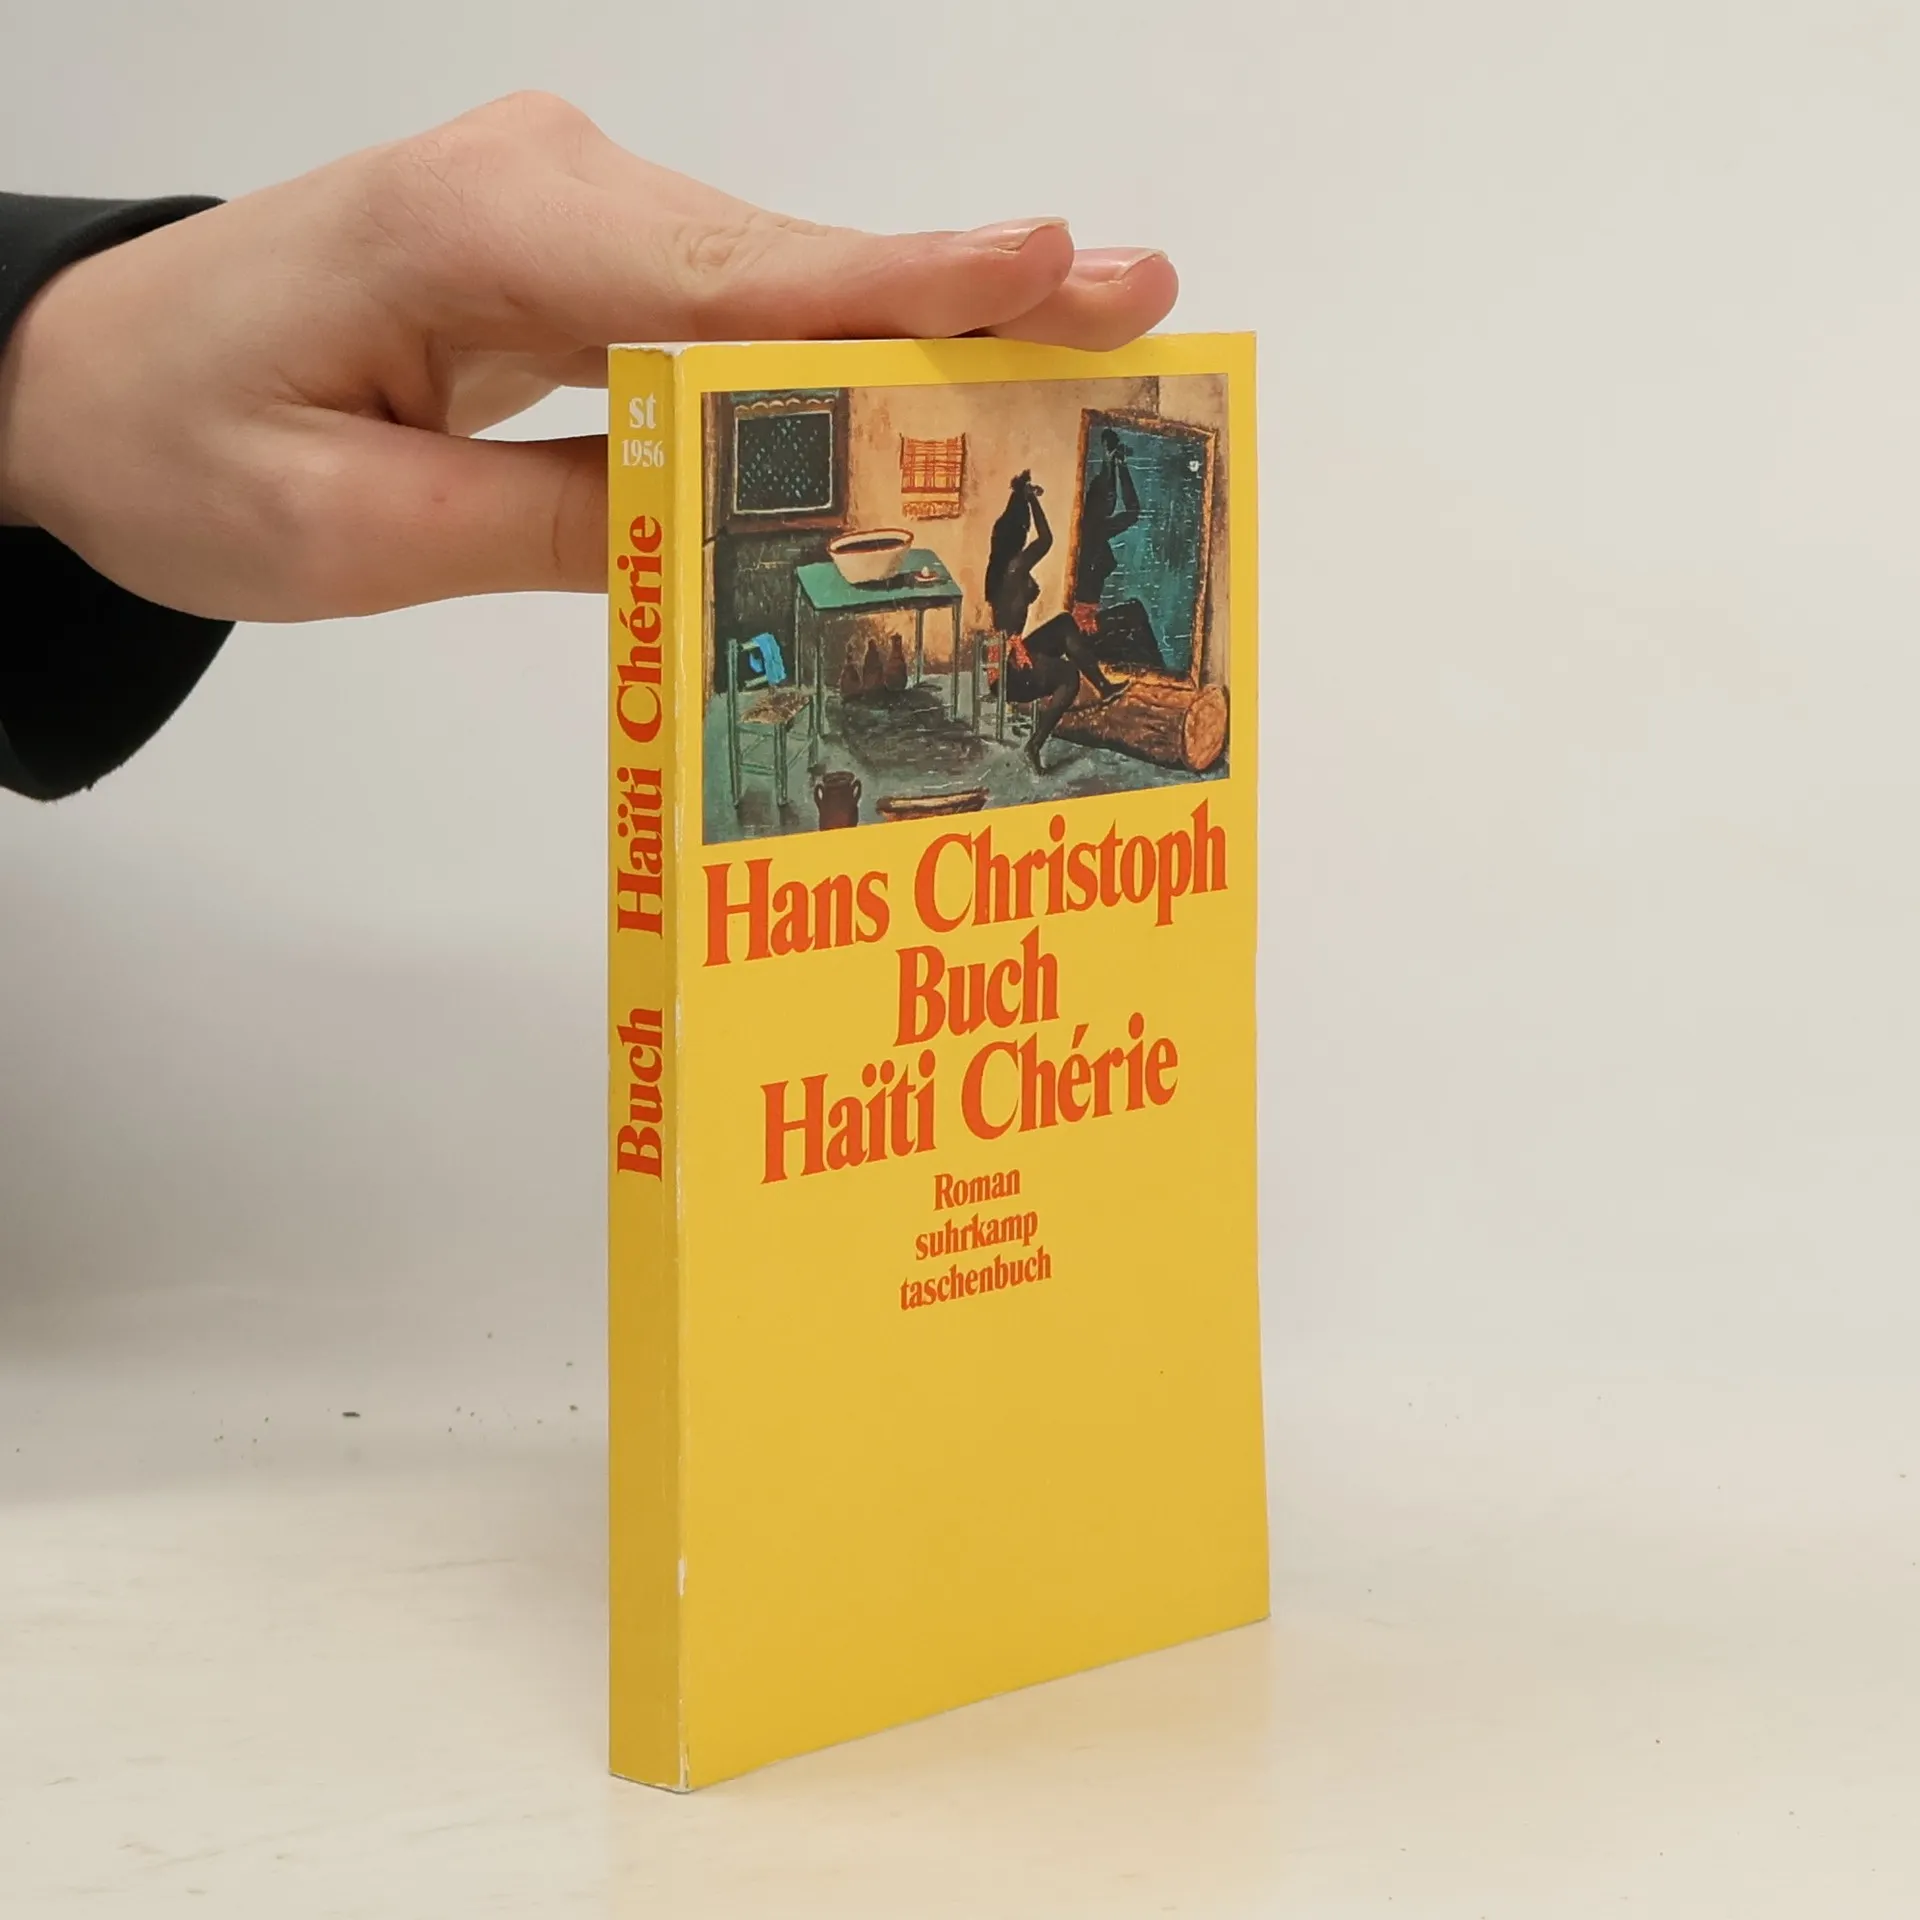 st
1956
Buch Haïti Chérie
Hans Christoph
Buch
Haïti Chérie
Roman
suhrkamp
taschenbuch